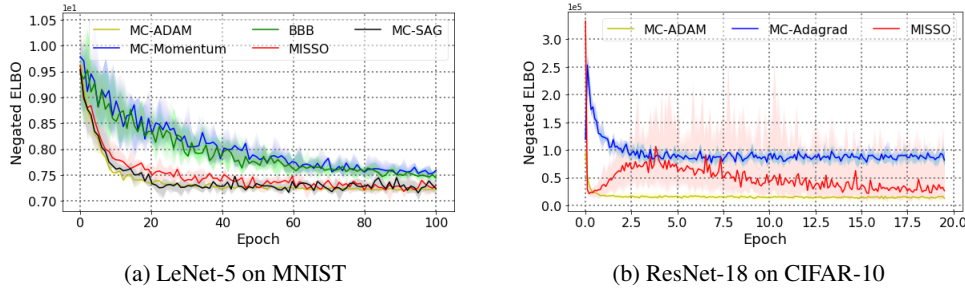 1e1
MC-ADAM BBB MC-SAG
MC-Momentum MISSO
1.05
1.00
0.95
0.90
0.85
0.80
0.75
0.70
Negated ELBO
0 20 40 60 80 100
Epoch
(a) LeNet-5 on MNIST
1e5
MC-ADAM MC-Adagrad MISSO
3.0
2.5
2.0
1.5
1.0
0.5
0.0
Negated ELBO
0.0 2.5 5.0 7.5 10.0 12.5 15.0 17.5 20.0
Epoch
(b) ResNet-18 on CIFAR-10